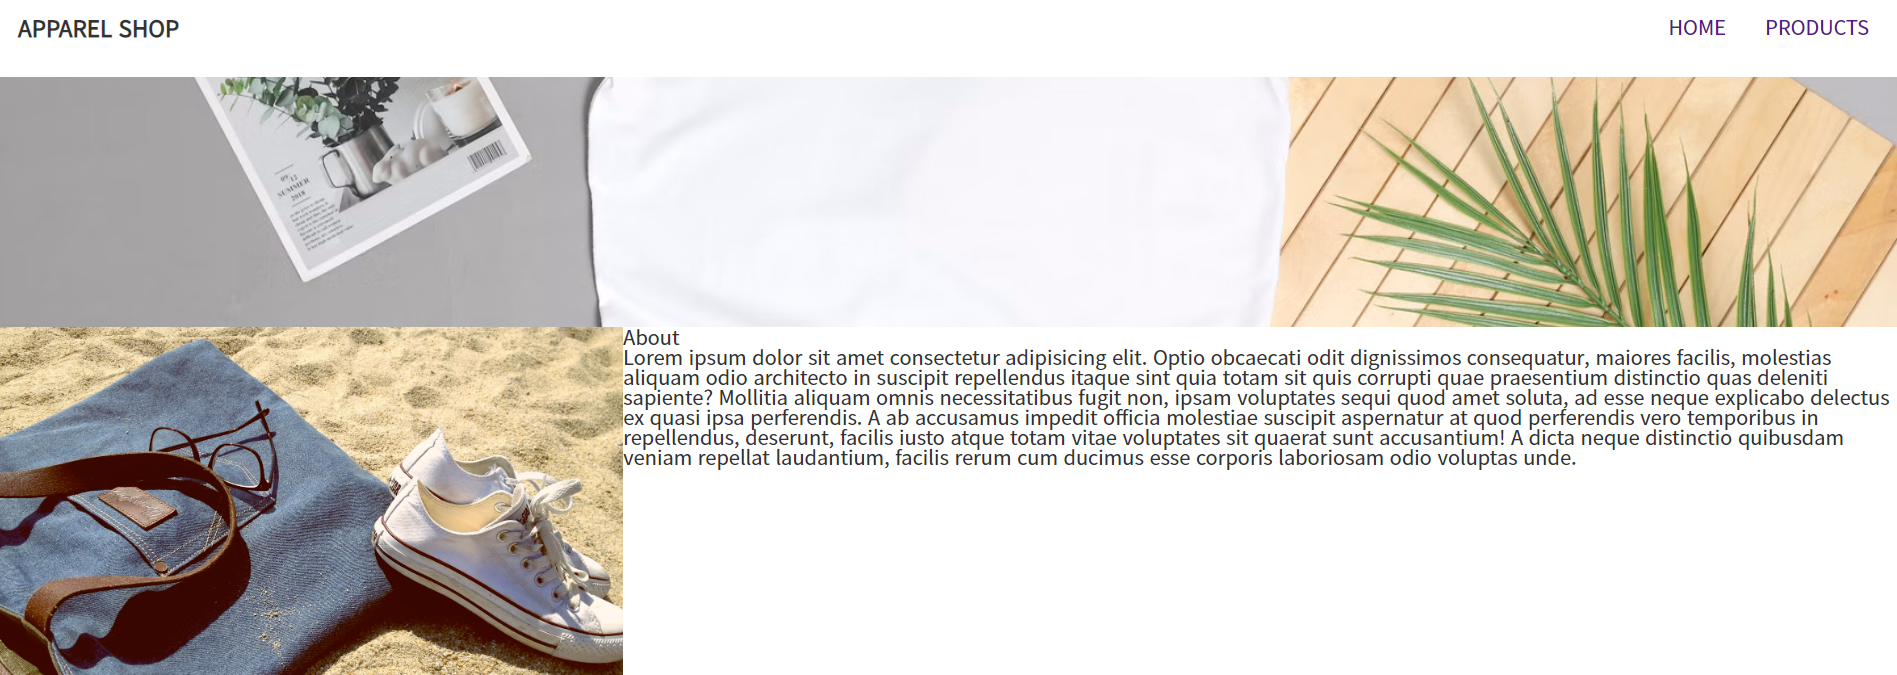 APPAREL SHOP
HOME PRODUCTS
09/12
SUMMER
2018
About
Lorem ipsum dolor sit amet consectetur adipisicing elit. Optio obcaecati odit dignissimos consequatur, maiores facilis, molestias
aliquam odio architecto in suscipit repellendus itaque sint quia totam sit quis corrupti quae praesentium distinctio quas deleniti
sapiente? Mollitia aliquam omnis necessitatibus fugit non, ipsam voluptates sequi quod amet soluta, ad esse neque explicabo delectus
ex quasi ipsa perferendis. A ab accusamus impedit officia molestiae suscipit aspernatur at quod perferendis vero temporibus in
repellendus, deserunt, facilis iusto atque totam vitae voluptates sit quaerat sunt accusantium! A dicta neque distinctio quibusdam
veniam repellat laudantium, facilis rerum cum ducimus esse corporis laboriosam odio voluptas unde.